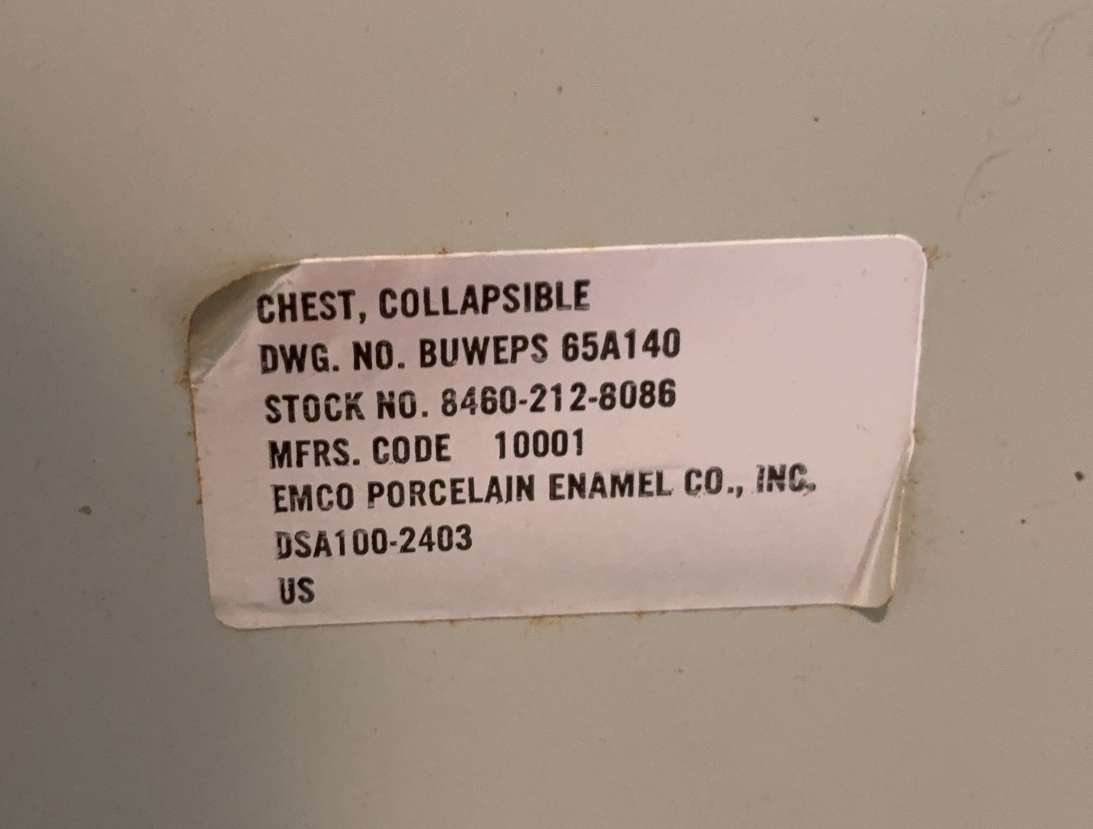 CHEST, COLLAPSIBLE
DWG. NO. BUWEPS 65A140
STOCK NO. 8460-212-8086
MFRS. CODE 10001
EMCO PORCELAIN ENAMEL CO., INC.
DSA100-2403
US